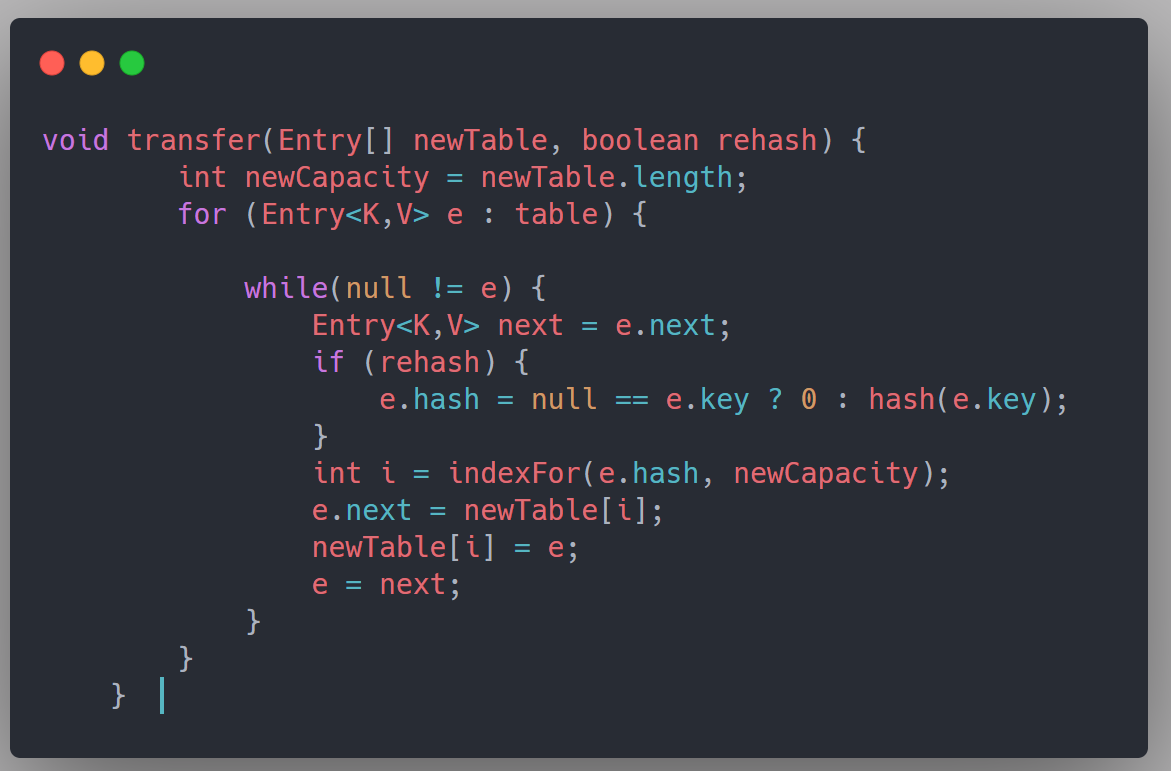 void transfer(Entry[] newTable, boolean rehash) {
        int newCapacity = newTable.length;
        for (Entry<K,V> e : table) {

            while(null != e) {
                Entry<K,V> next = e.next;
                if (rehash) {
                    e.hash = null == e.key ? 0 : hash(e.key);
                }
                int i = indexFor(e.hash, newCapacity);
                e.next = newTable[i];
                newTable[i] = e;
                e = next;
            }
        }
    }